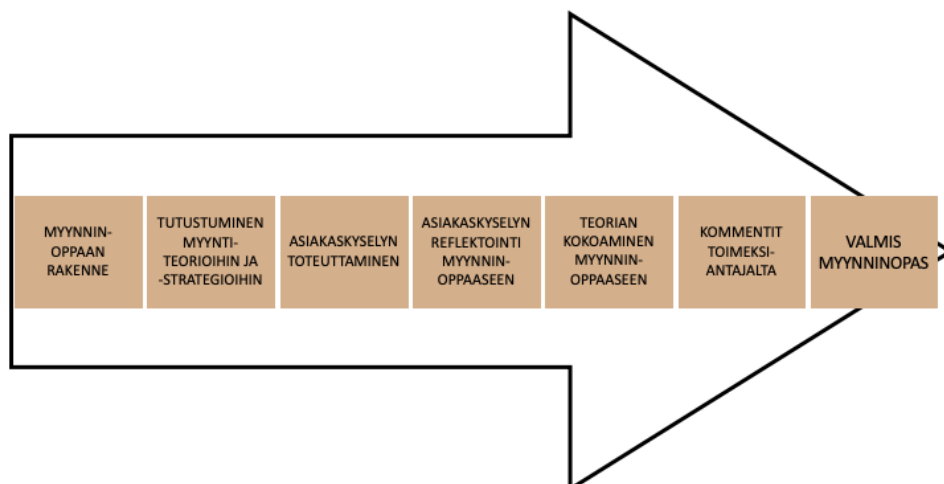 MYYNNIN-
OPPAAN
RAKENNE
TUTUSTUMINEN
MYYNTI-
TEORIOIHIN JA
-STRATEGIOIHIN
ASIAKASKYSELYN
TOTEUTTAMINEN
ASIAKASKYSELYN
REFLEKTOINTI
MYYNNIN-
OPPAASEEN
TEORIAN
KOKOAMINEN
MYYNNIN-
OPPAASEEN
KOMMENTIT
TOIMEKSI-
ANTAJALTA
VALMIS
MYYNNINOPAS